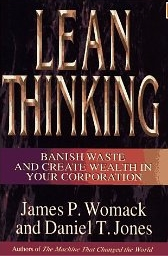 LEAN
THINKING
BANISH WASTE
AND CREATE WEALTH IN
YOUR CORPORATION
James P. Womack
and Daniel T. Jones
Authors of The Machine That Changed the World